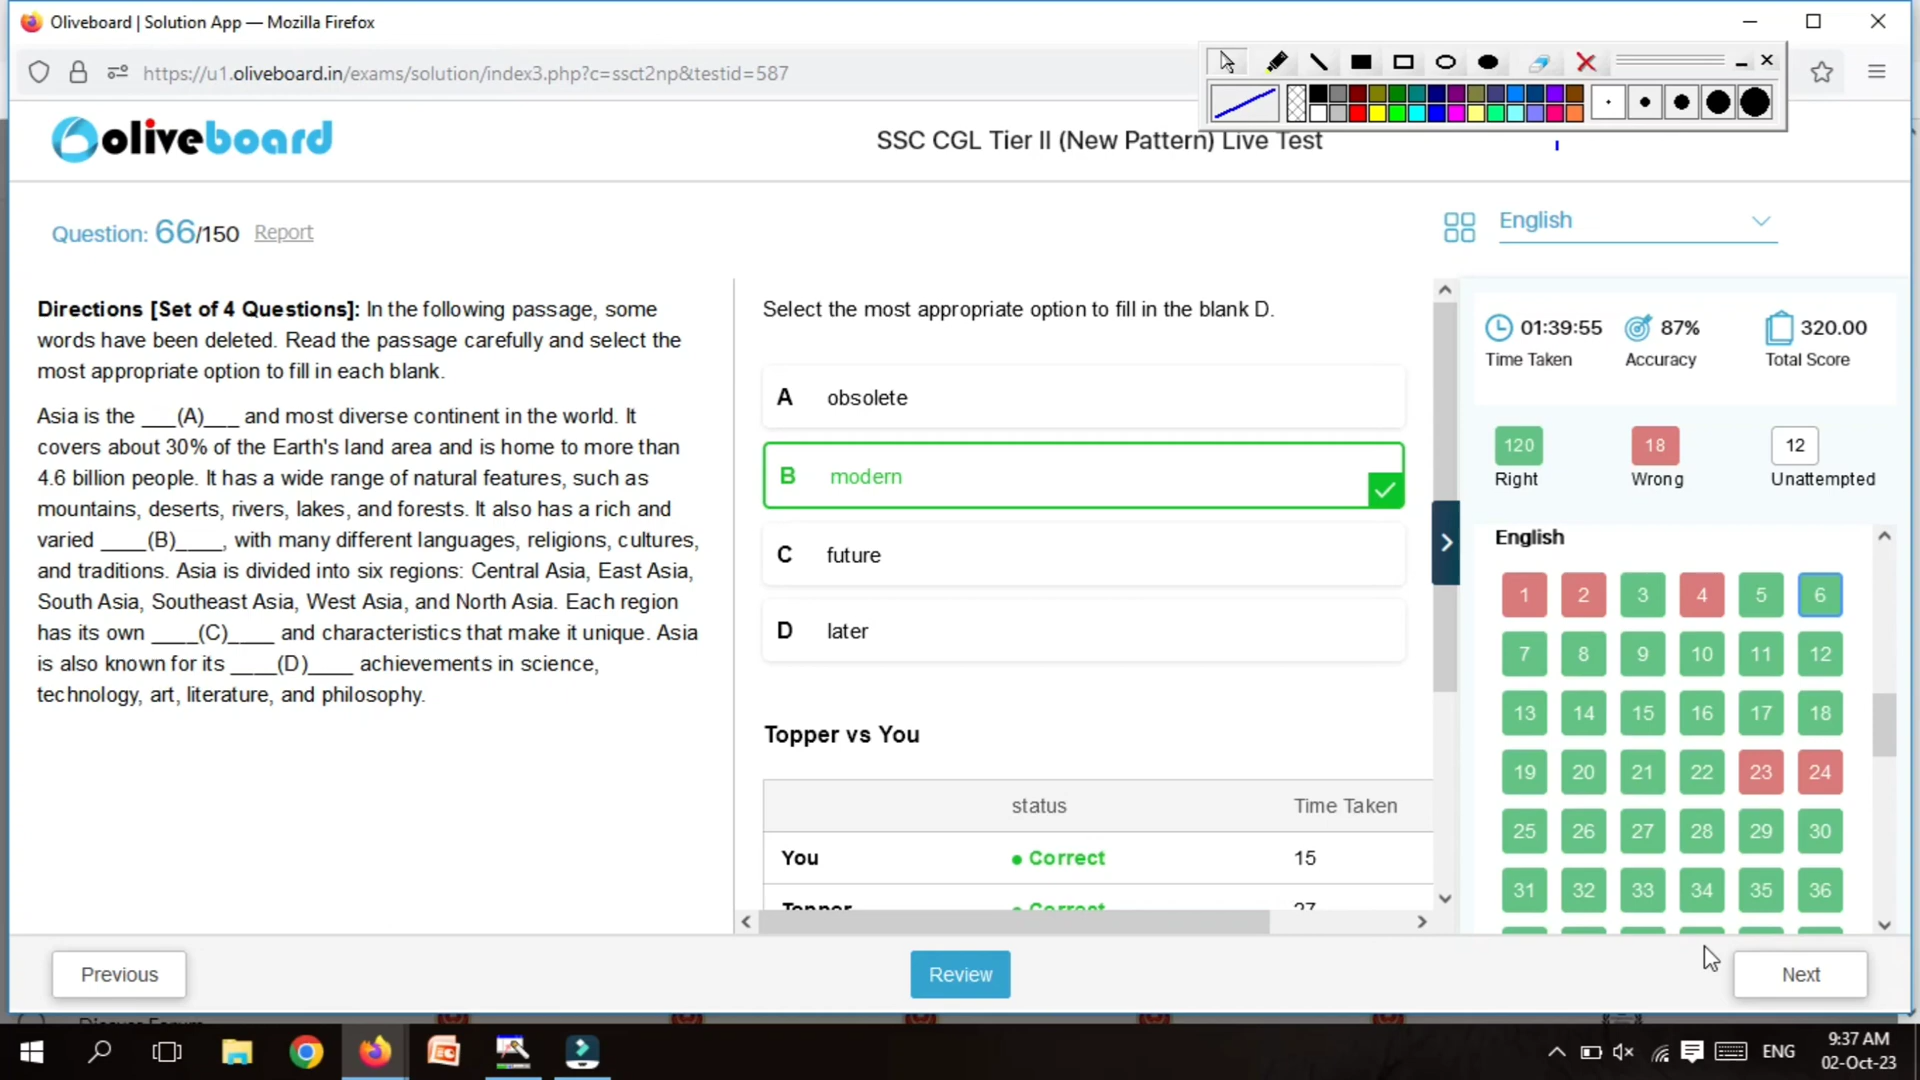 Oliveboard | Solution App — Mozilla Firefox
https://u1.oliveboard.in/exams/solution/index3.php?c=ssct2np&testid=587
oliveboard
SSC CGL Tier II (New Pattern) Live Test
Question: 66/150 Report
English
Directions [Set of 4 Questions]: In the following passage, some
words have been deleted. Read the passage carefully and select the
most appropriate option to fill in each blank.
Asia is the ___(A)___ and most diverse continent in the world. It
covers about 30% of the Earth's land area and is home to more than
4.6 billion people. It has a wide range of natural features, such as
mountains, deserts, rivers, lakes, and forests. It also has a rich and
varied ____(B)____, with many different languages, religions, cultures,
and traditions. Asia is divided into six regions: Central Asia, East Asia,
South Asia, Southeast Asia, West Asia, and North Asia. Each region
has its own ____(C)____ and characteristics that make it unique. Asia
is also known for its ____(D)____ achievements in science,
technology, art, literature, and philosophy.
Select the most appropriate option to fill in the blank D.
A obsolete
B modern
C future
D later
Topper vs You
status Time Taken
You Correct 15
Topper Correct 27
01:39:55 87% 320.00
Time Taken Accuracy Total Score
120 18 12
Right Wrong Unattempted
English
1 2 3 4 5 6
7 8 9 10 11 12
13 14 15 16 17 18
19 20 21 22 23 24
25 26 27 28 29 30
31 32 33 34 35 36
Previous Review Next
ENG
9:37 AM
02-Oct-23